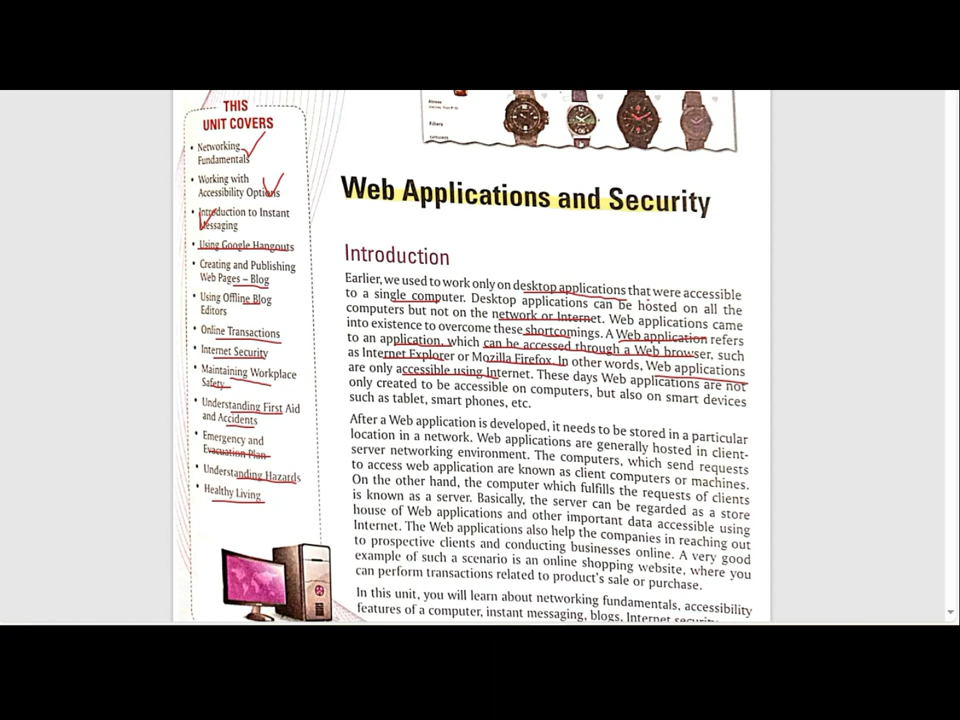 THIS
UNIT COVERS
• Networking
Fundamentals
• Working with
Accessibility Options
• Introduction to Instant
Messaging
• Using Google Hangouts
• Creating and Publishing
Web Pages – Blog
• Using Offline Blog
Editors
• Online Transactions
• Internet Security
• Maintaining Workplace
Safety
• Understanding First Aid
and Accidents
• Emergency and
Evacuation Plan
• Understanding Hazards
• Healthy Living
Filters
Web Applications and Security
Introduction
Earlier, we used to work only on desktop applications that were accessible
to a single computer. Desktop applications can be hosted on all the
computers but not on the network or Internet. Web applications came
into existence to overcome these shortcomings. A Web application refers
to an application, which can be accessed through a Web browser, such
as Internet Explorer or Mozilla Firefox. In other words, Web applications
are only accessible using Internet. These days Web applications are not
only created to be accessible on computers, but also on smart devices
such as tablet, smart phones, etc.
After a Web application is developed, it needs to be stored in a particular
location in a network. Web applications are generally hosted in client-
server networking environment. The computers, which send requests
to access web application are known as client computers or machines.
On the other hand, the computer which fulfills the requests of clients
is known as a server. Basically, the server can be regarded as a store
house of Web applications and other important data accessible using
Internet. The Web applications also help the companies in reaching out
to prospective clients and conducting businesses online. A very good
example of such a scenario is an online shopping website, where you
can perform transactions related to product's sale or purchase.
In this unit, you will learn about networking fundamentals, accessibility
features of a computer, instant messaging, blogs, Internet security